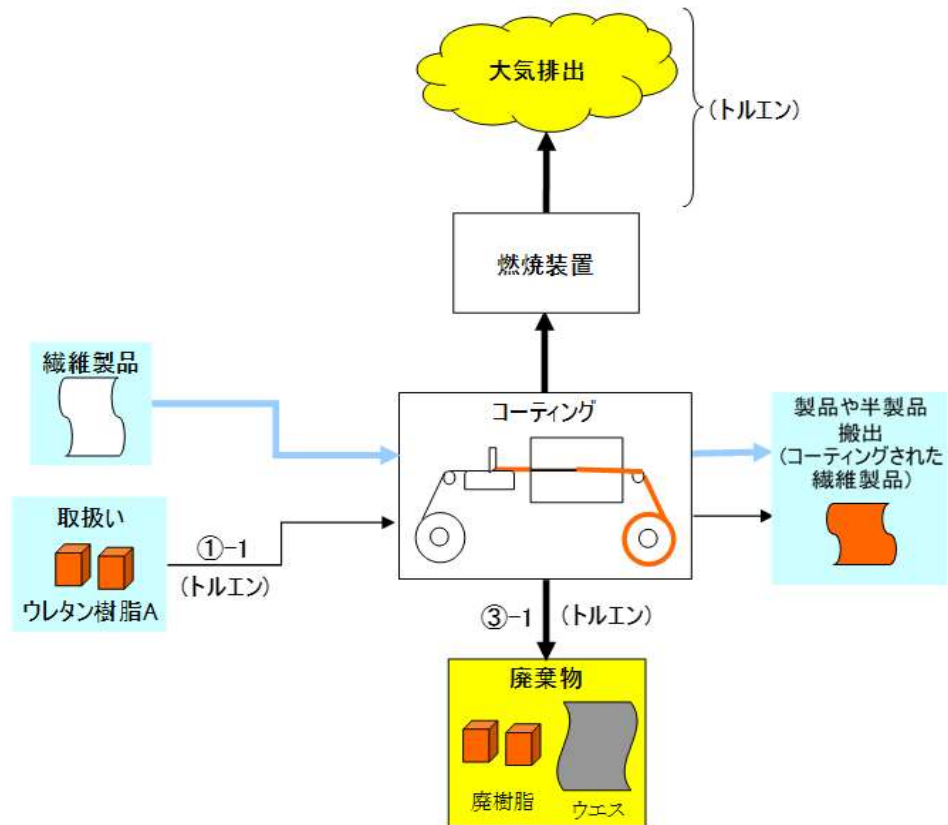 大気排出
(トルエン)
燃焼装置
繊維製品
コーティング
製品や半製品
搬出
(コーティングされた
繊維製品)
取扱い
①-1
(トルエン)
ウレタン樹脂A
③-1
(トルエン)
廃棄物
廃樹脂
ウエス